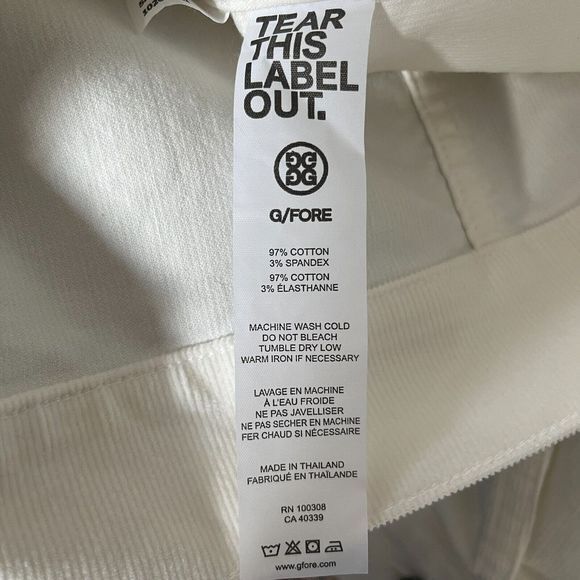 TEAR
THIS
LABEL
OUT.
G/FORE
97% COTTON
3% SPANDEX
97% COTTON
3% ÉLASTHANNE
MACHINE WASH COLD
DO NOT BLEACH
TUMBLE DRY LOW
WARM IRON IF NECESSARY
LAVAGE EN MACHINE
À L'EAU FROIDE
NE PAS JAVELLISER
NE PAS SECHER EN MACHINE
FER CHAUD SI NÉCESSAIRE
MADE IN THAILAND
FABRIQUÉ EN THAÏLANDE
RN 100308
CA 40339
www.gfore.com